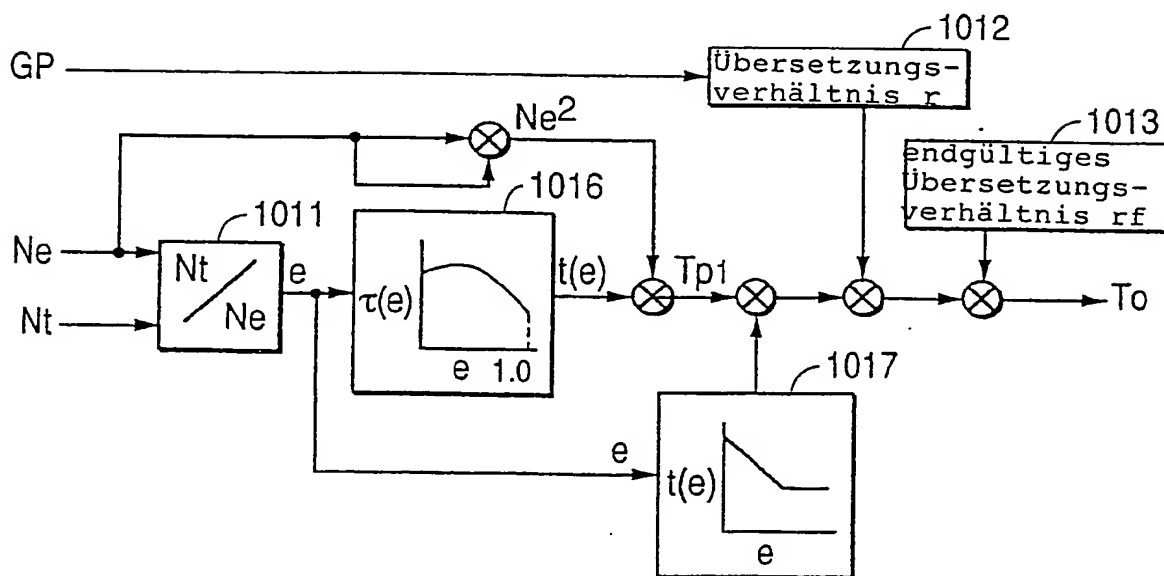 1012
GP
Übersetzungs-
verhältnis r
Ne²
1013
endgültiges
Übersetzungs-
verhältnis rf
1016
1011
Ne
Nt
Ne
e
τ(e)
e 1.0
t(e)
Tp1
To
Nt
1017
e
t(e)
e